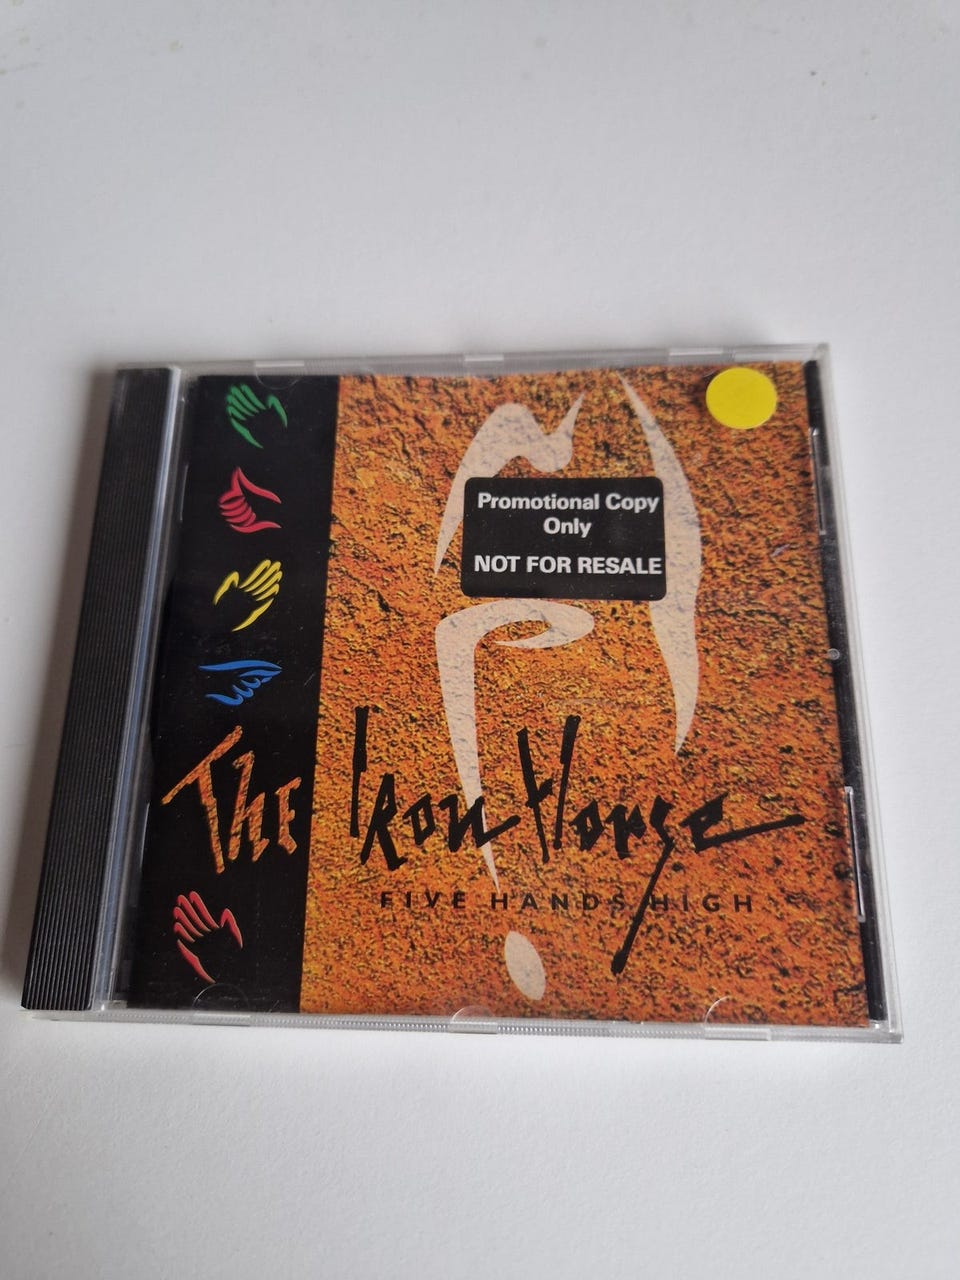 Promotional Copy
Only
NOT FOR RESALE
The Iron Horse
FIVE HANDS HIGH